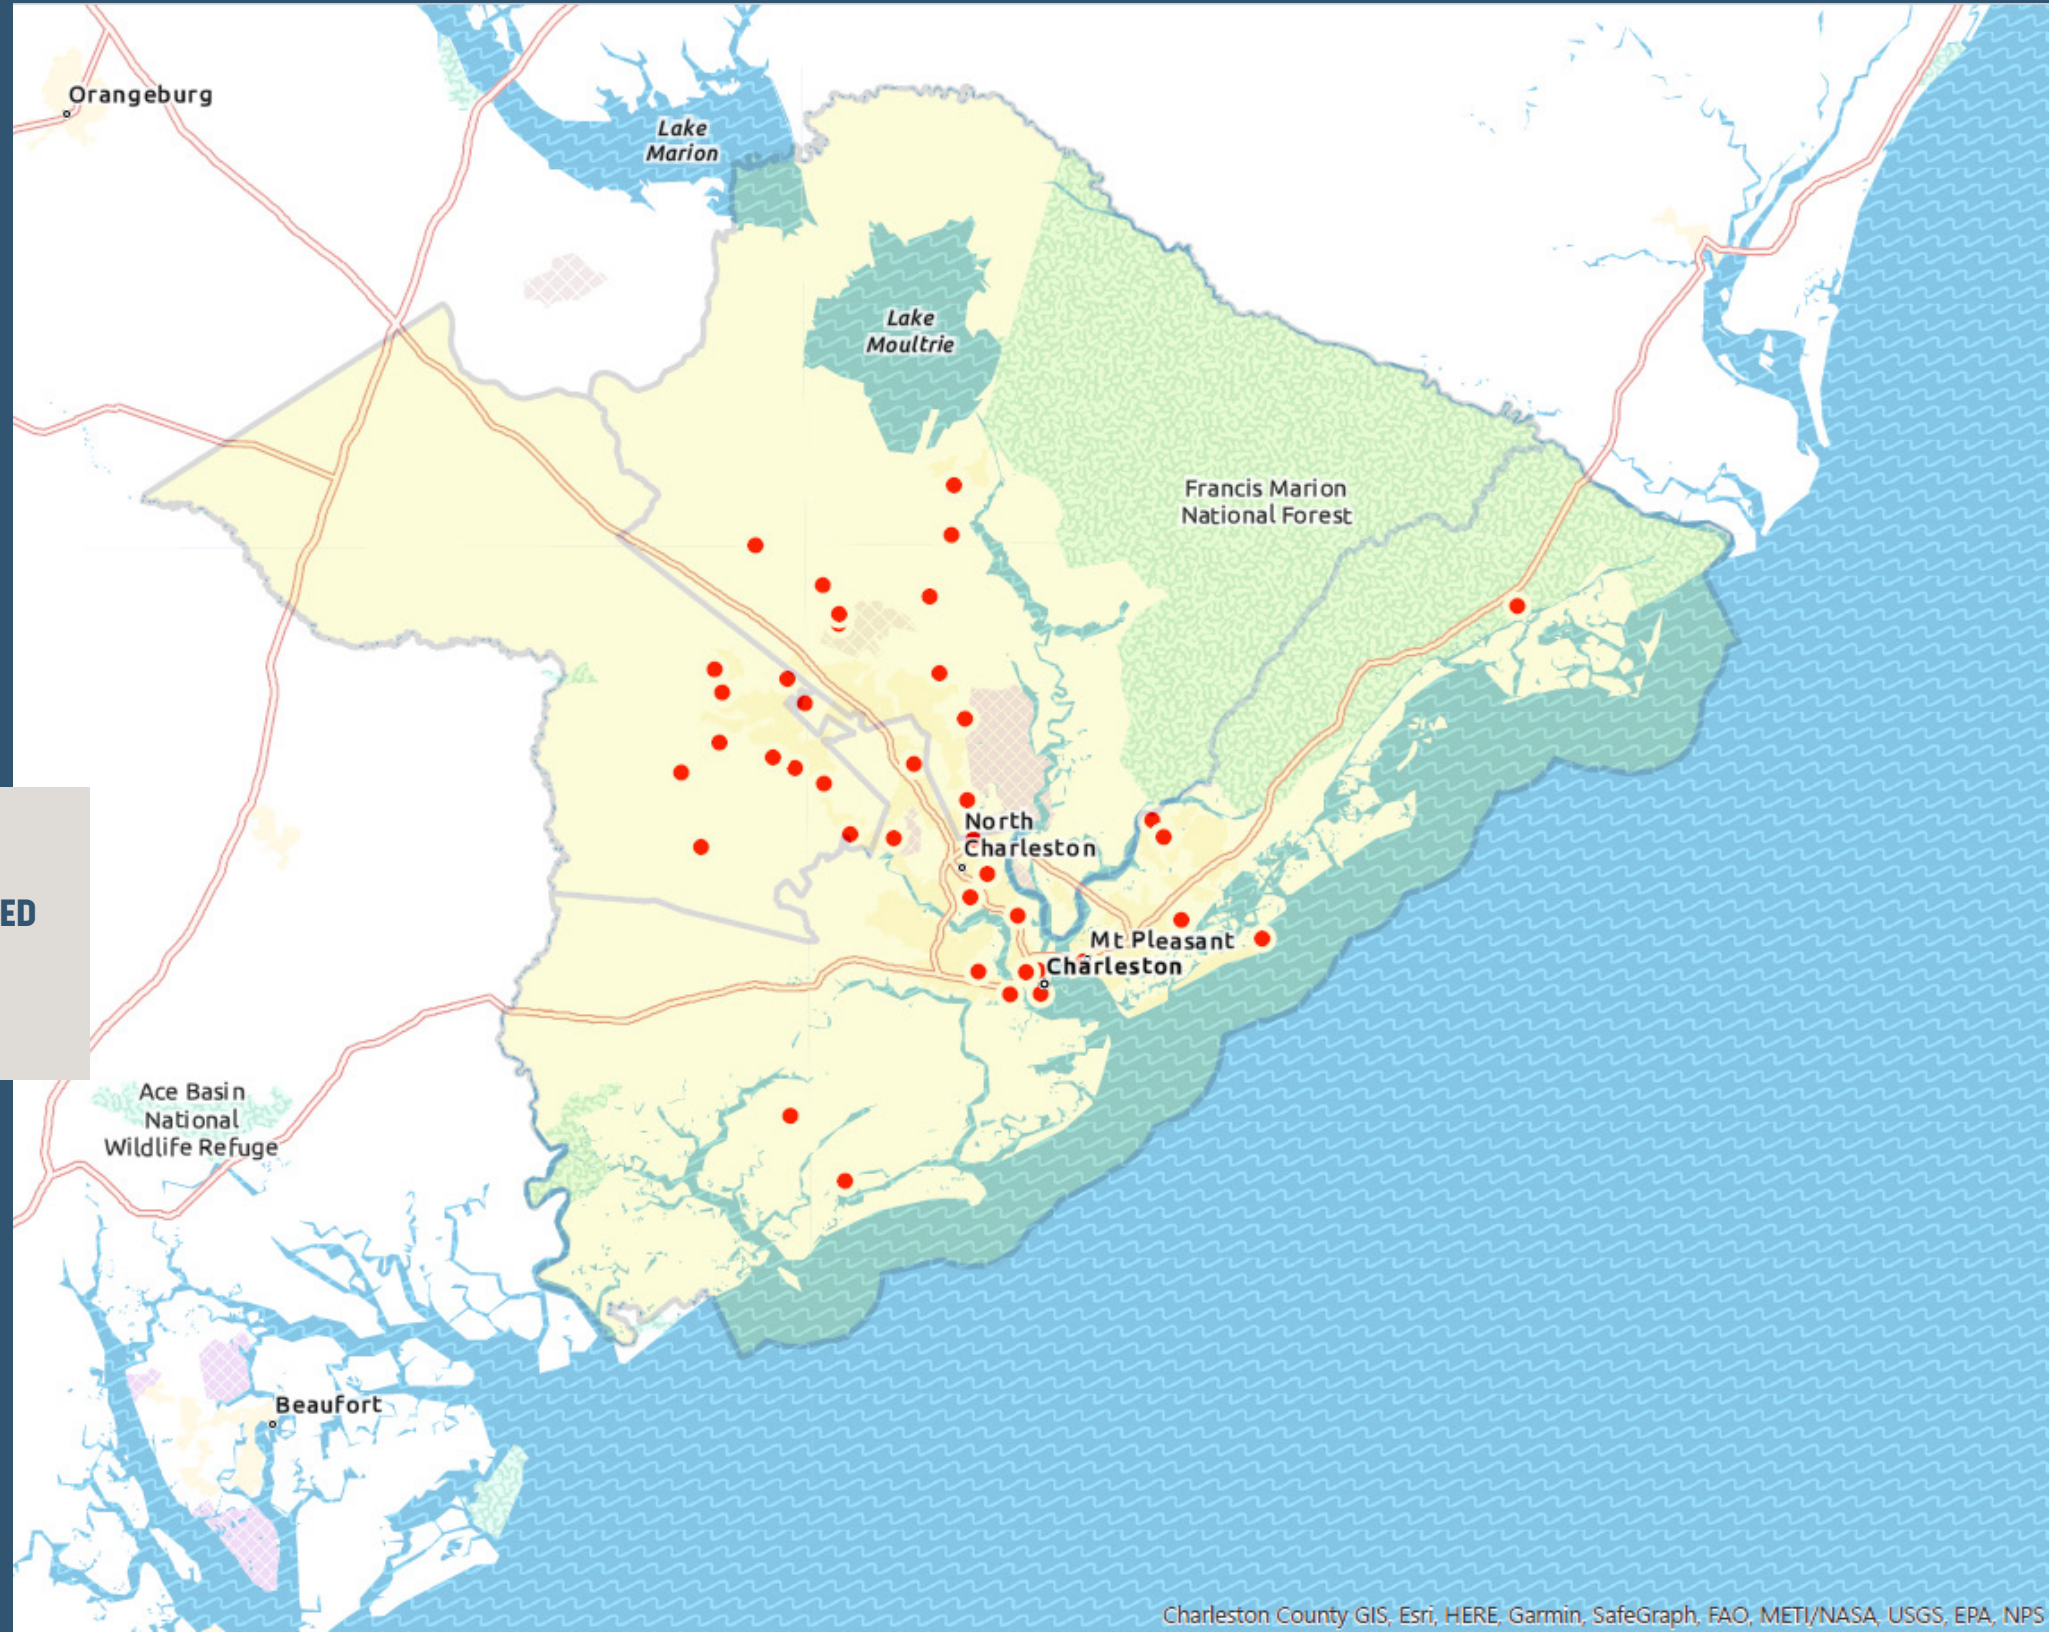 Orangeburg
Lake
Marion
Lake
Moultrie
Francis Marion
National Forest
North
Charleston
ED
Mt Pleasant
Charleston
Ace Basin
National
Wildlife Refuge
Beaufort
Charleston County GIS, Esri, HERE, Garmin, SafeGraph, FAO, METI/NASA, USGS, EPA, NPS